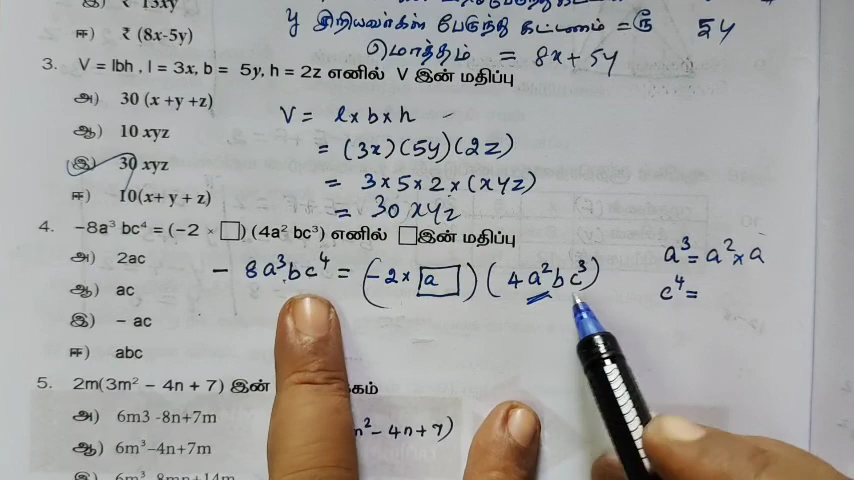 இ) ₹ 13xy
y சிறியவர்கள் பேருந்து கட்டணம் = ரூ 5y
ஈ) ₹ (8x-5y)
மொத்தம் = 8x + 5y
3. V = lbh , l = 3x, b = 5y, h = 2z எனில் V இன் மதிப்பு
அ) 30 (x +y +z)
V = l x b x h
ஆ) 10 xyz
= (3x) (5y) (2z)
இ) 30 xyz
= 3 x 5 x 2 x (xyz)
ஈ) 10(x+ y + z)
= 30 xyz
4. -8a³ bc⁴ = (-2 × □) (4a² bc³) எனில் □இன் மதிப்பு
அ) 2ac
- 8a³bc⁴ = (-2 x a ) (4a²bc³)
a³ = a² x a
ஆ) ac
c⁴ =
இ) - ac
ஈ) abc
5. 2m(3m² – 4n + 7) இன்
அ) 6m3 -8n+7m
- 4n + 7)
ஆ) 6m³ –4n+7m